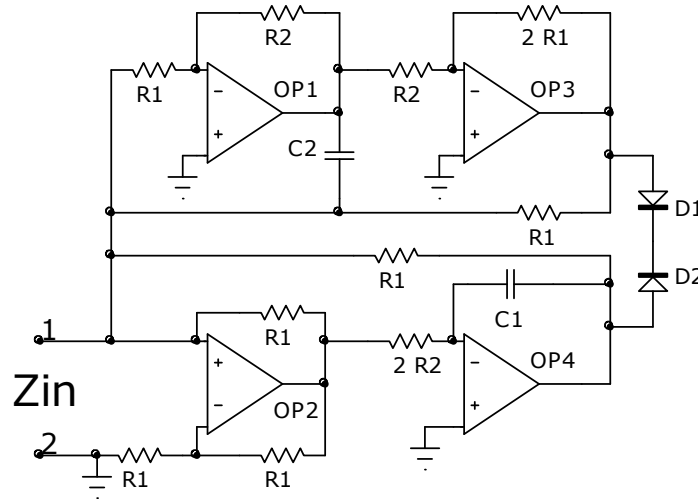 R2
2 R1
R1
OP1
R2
OP3
−
−
+
+
C2
D1
R1
R1
D2
1
R1
C1
2 R2
+
−
OP4
Zin
−
OP2
+
2
R1
R1